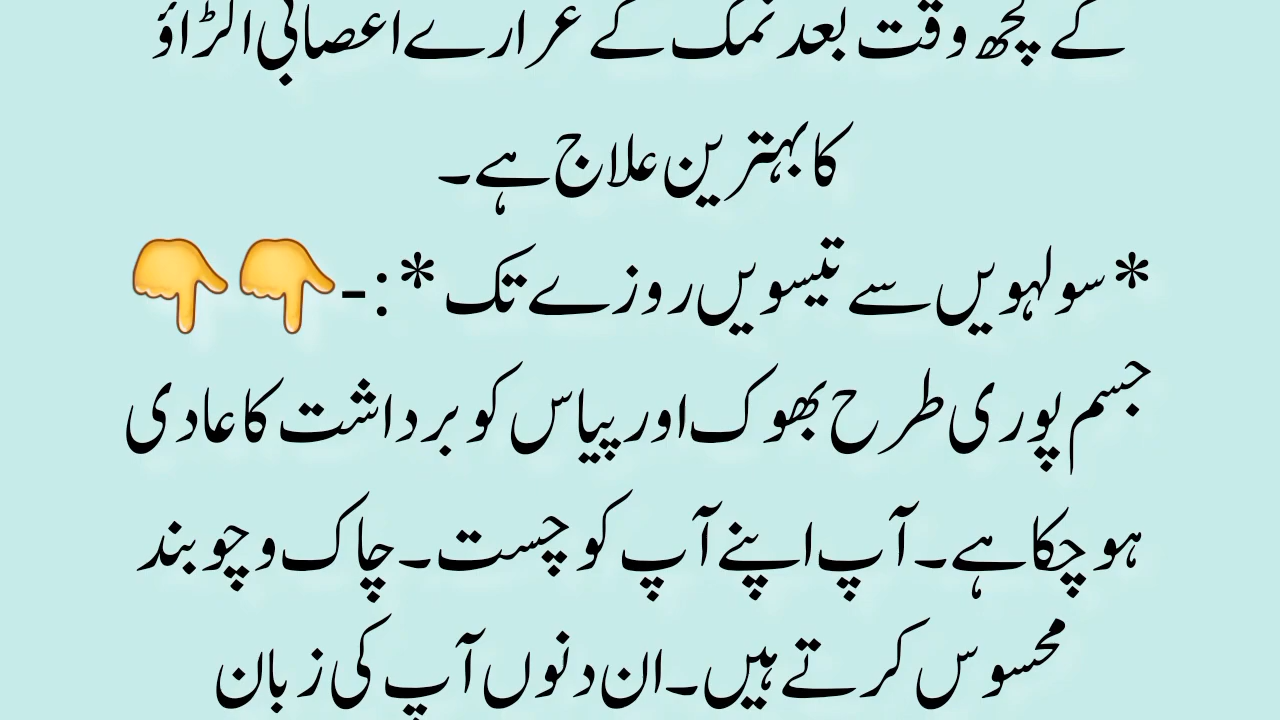 کے کچھ وقت بعد نمک کے غرارے اعصابی اکڑاؤ
کا بہترین علاج ہے۔
*سولہویں سے تیسویں روزے تک*:-👇👇
جسم پوری طرح بھوک اور پیاس کو برداشت کا عادی
ہو چکا ہے۔ آپ اپنے آپ کو چست۔ چاک و چوبند
محسوس کرتے ہیں۔ ان دنوں آپ کی زبان